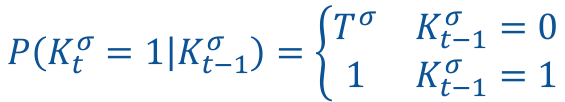 P(K_t^σ = 1|K_{t-1}^σ) = { T^σ  K_{t-1}^σ = 0
1  K_{t-1}^σ = 1